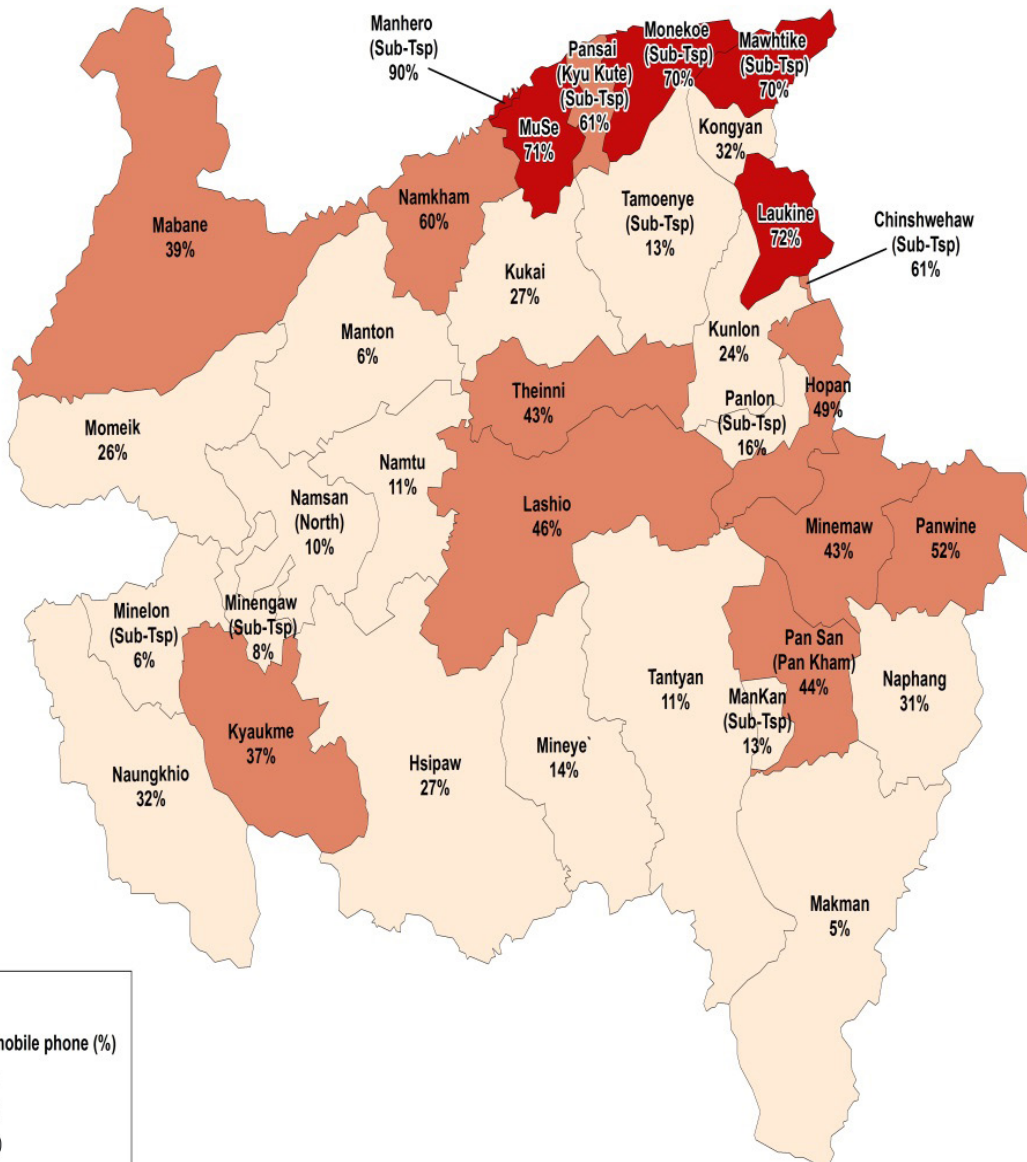 Manhero
(Sub-Tsp)
90%
Pansai
(Kyu Kute)
(Sub-Tsp)
61%
Monekoe
(Sub-Tsp)
70%
Mawhtike
(Sub-Tsp)
70%
MuSe
71%
Kongyan
32%
Mabane
39%
Namkham
60%
Tamoenye
(Sub-Tsp)
13%
Laukine
72%
Chinshwehaw
(Sub-Tsp)
61%
Kukai
27%
Manton
6%
Kunlon
24%
Theinni
43%
Panlon
(Sub-Tsp)
16%
Hopan
49%
Momeik
26%
Namtu
11%
Namsan
(North)
10%
Lashio
46%
Minemaw
43%
Panwine
52%
Minelon
(Sub-Tsp)
6%
Minengaw
(Sub-Tsp)
8%
Pan San
(Pan Kham)
44%
Tantyan
11%
ManKan
(Sub-Tsp)
13%
Naphang
31%
Kyaukme
37%
Naungkhio
32%
Hsipaw
27%
Mineye`
14%
Makman
5%
mobile phone (%)
)